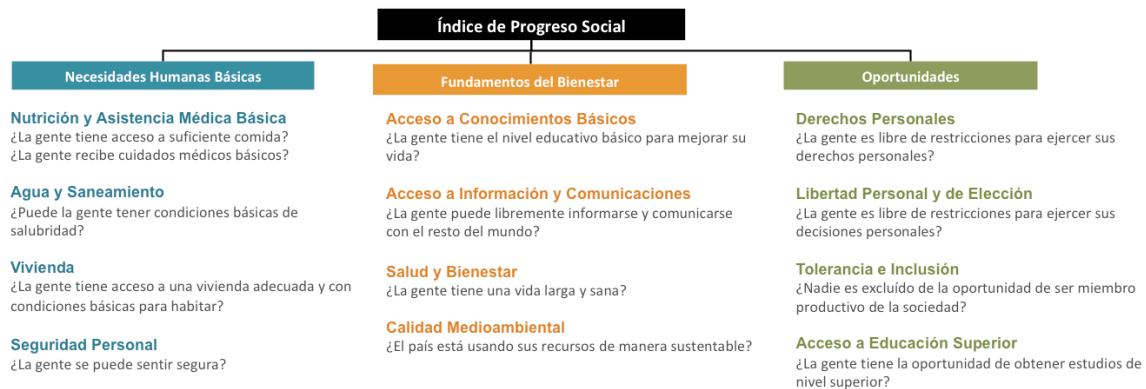 Índice de Progreso Social
Necesidades Humanas Básicas
Nutrición y Asistencia Médica Básica
¿La gente tiene acceso a suficiente comida?
¿La gente recibe cuidados médicos básicos?
Agua y Saneamiento
¿Puede la gente tener condiciones básicas de
salubridad?
Vivienda
¿La gente tiene acceso a una vivienda adecuada y con
condiciones básicas para habitar?
Seguridad Personal
¿La gente se puede sentir segura?
Fundamentos del Bienestar
Acceso a Conocimientos Básicos
¿La gente tiene el nivel educativo básico para mejorar su
vida?
Acceso a Información y Comunicaciones
¿La gente puede libremente informarse y comunicarse
con el resto del mundo?
Salud y Bienestar
¿La gente tiene una vida larga y sana?
Calidad Medioambiental
¿El país está usando sus recursos de manera sustentable?
Oportunidades
Derechos Personales
¿La gente es libre de restricciones para ejercer sus
derechos personales?
Libertad Personal y de Elección
¿La gente es libre de restricciones para ejercer sus
decisiones personales?
Tolerancia e Inclusión
¿Nadie es excluído de la oportunidad de ser miembro
productivo de la sociedad?
Acceso a Educación Superior
¿La gente tiene la oportunidad de obtener estudios de
nivel superior?